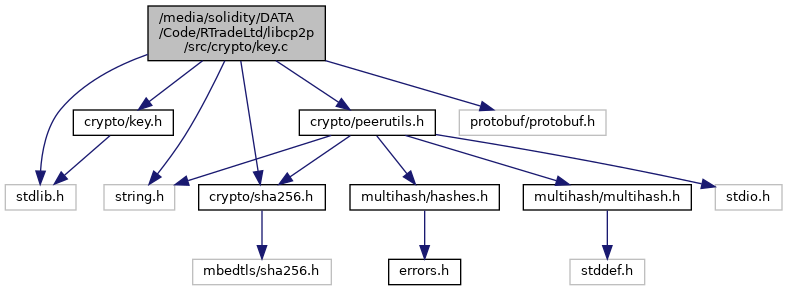 /media/solidity/DATA
/Code/RTradeLtd/libcp2p
/src/crypto/key.c
crypto/key.h
crypto/peerutils.h
protobuf/protobuf.h
stdlib.h
string.h
crypto/sha256.h
multihash/hashes.h
multihash/multihash.h
stdio.h
mbedtls/sha256.h
errors.h
stddef.h